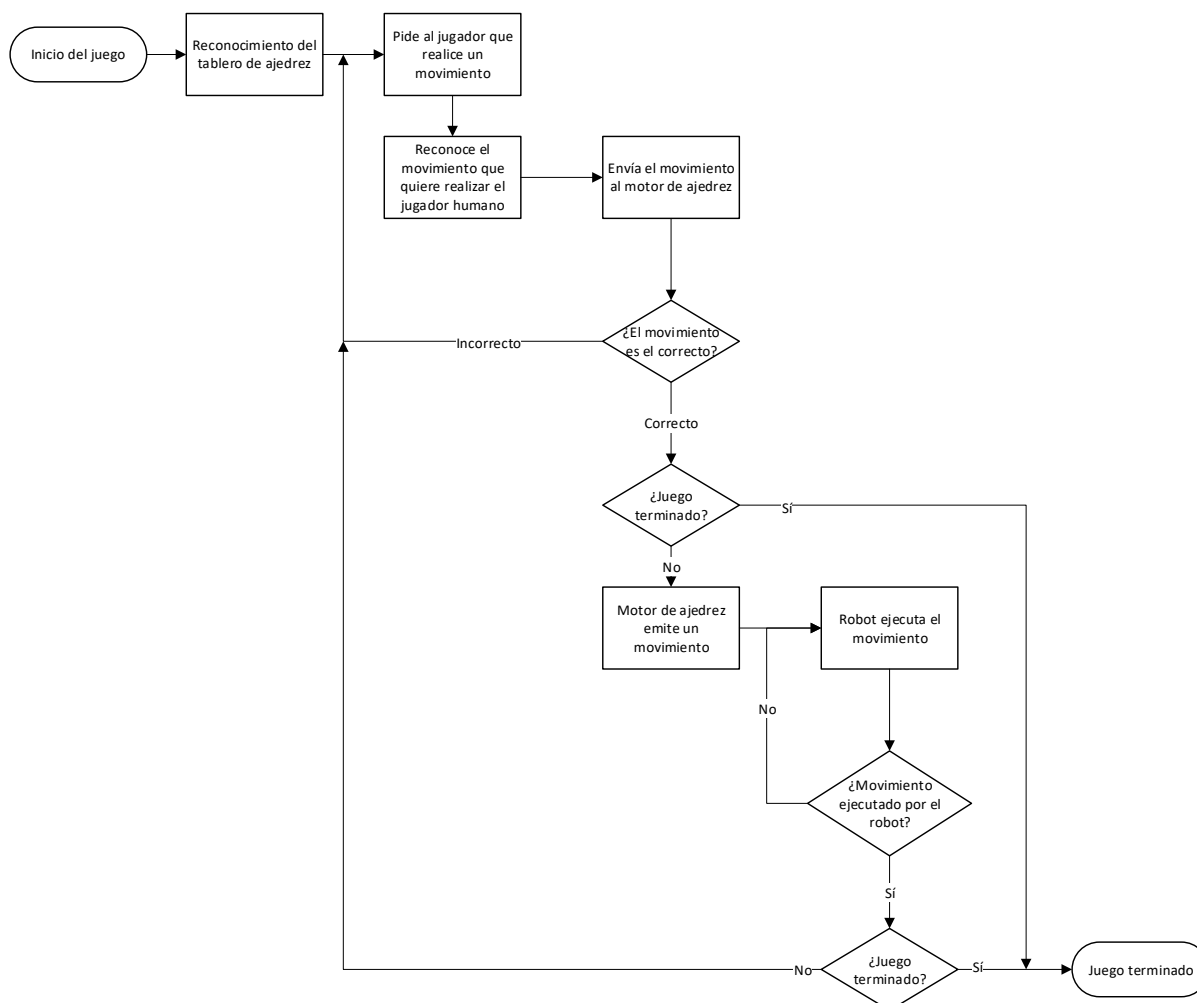 Inicio del juego
Reconocimiento del
tablero de ajedrez
Pide al jugador que
realice un
movimiento
Reconoce el
movimiento que
quiere realizar el
jugador humano
Envía el movimiento
al motor de ajedrez
¿El movimiento
es el correcto?
Incorrecto
Correcto
¿Juego
terminado?
Sí
No
Motor de ajedrez
emite un
movimiento
Robot ejecuta el
movimiento
No
¿Movimiento
ejecutado por el
robot?
Sí
¿Juego
terminado?
No
Sí
Juego terminado